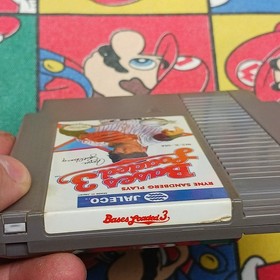 RYNE SANDBERG PLAYS
Bases
Loaded 3
JALECO
Bases Loaded 3